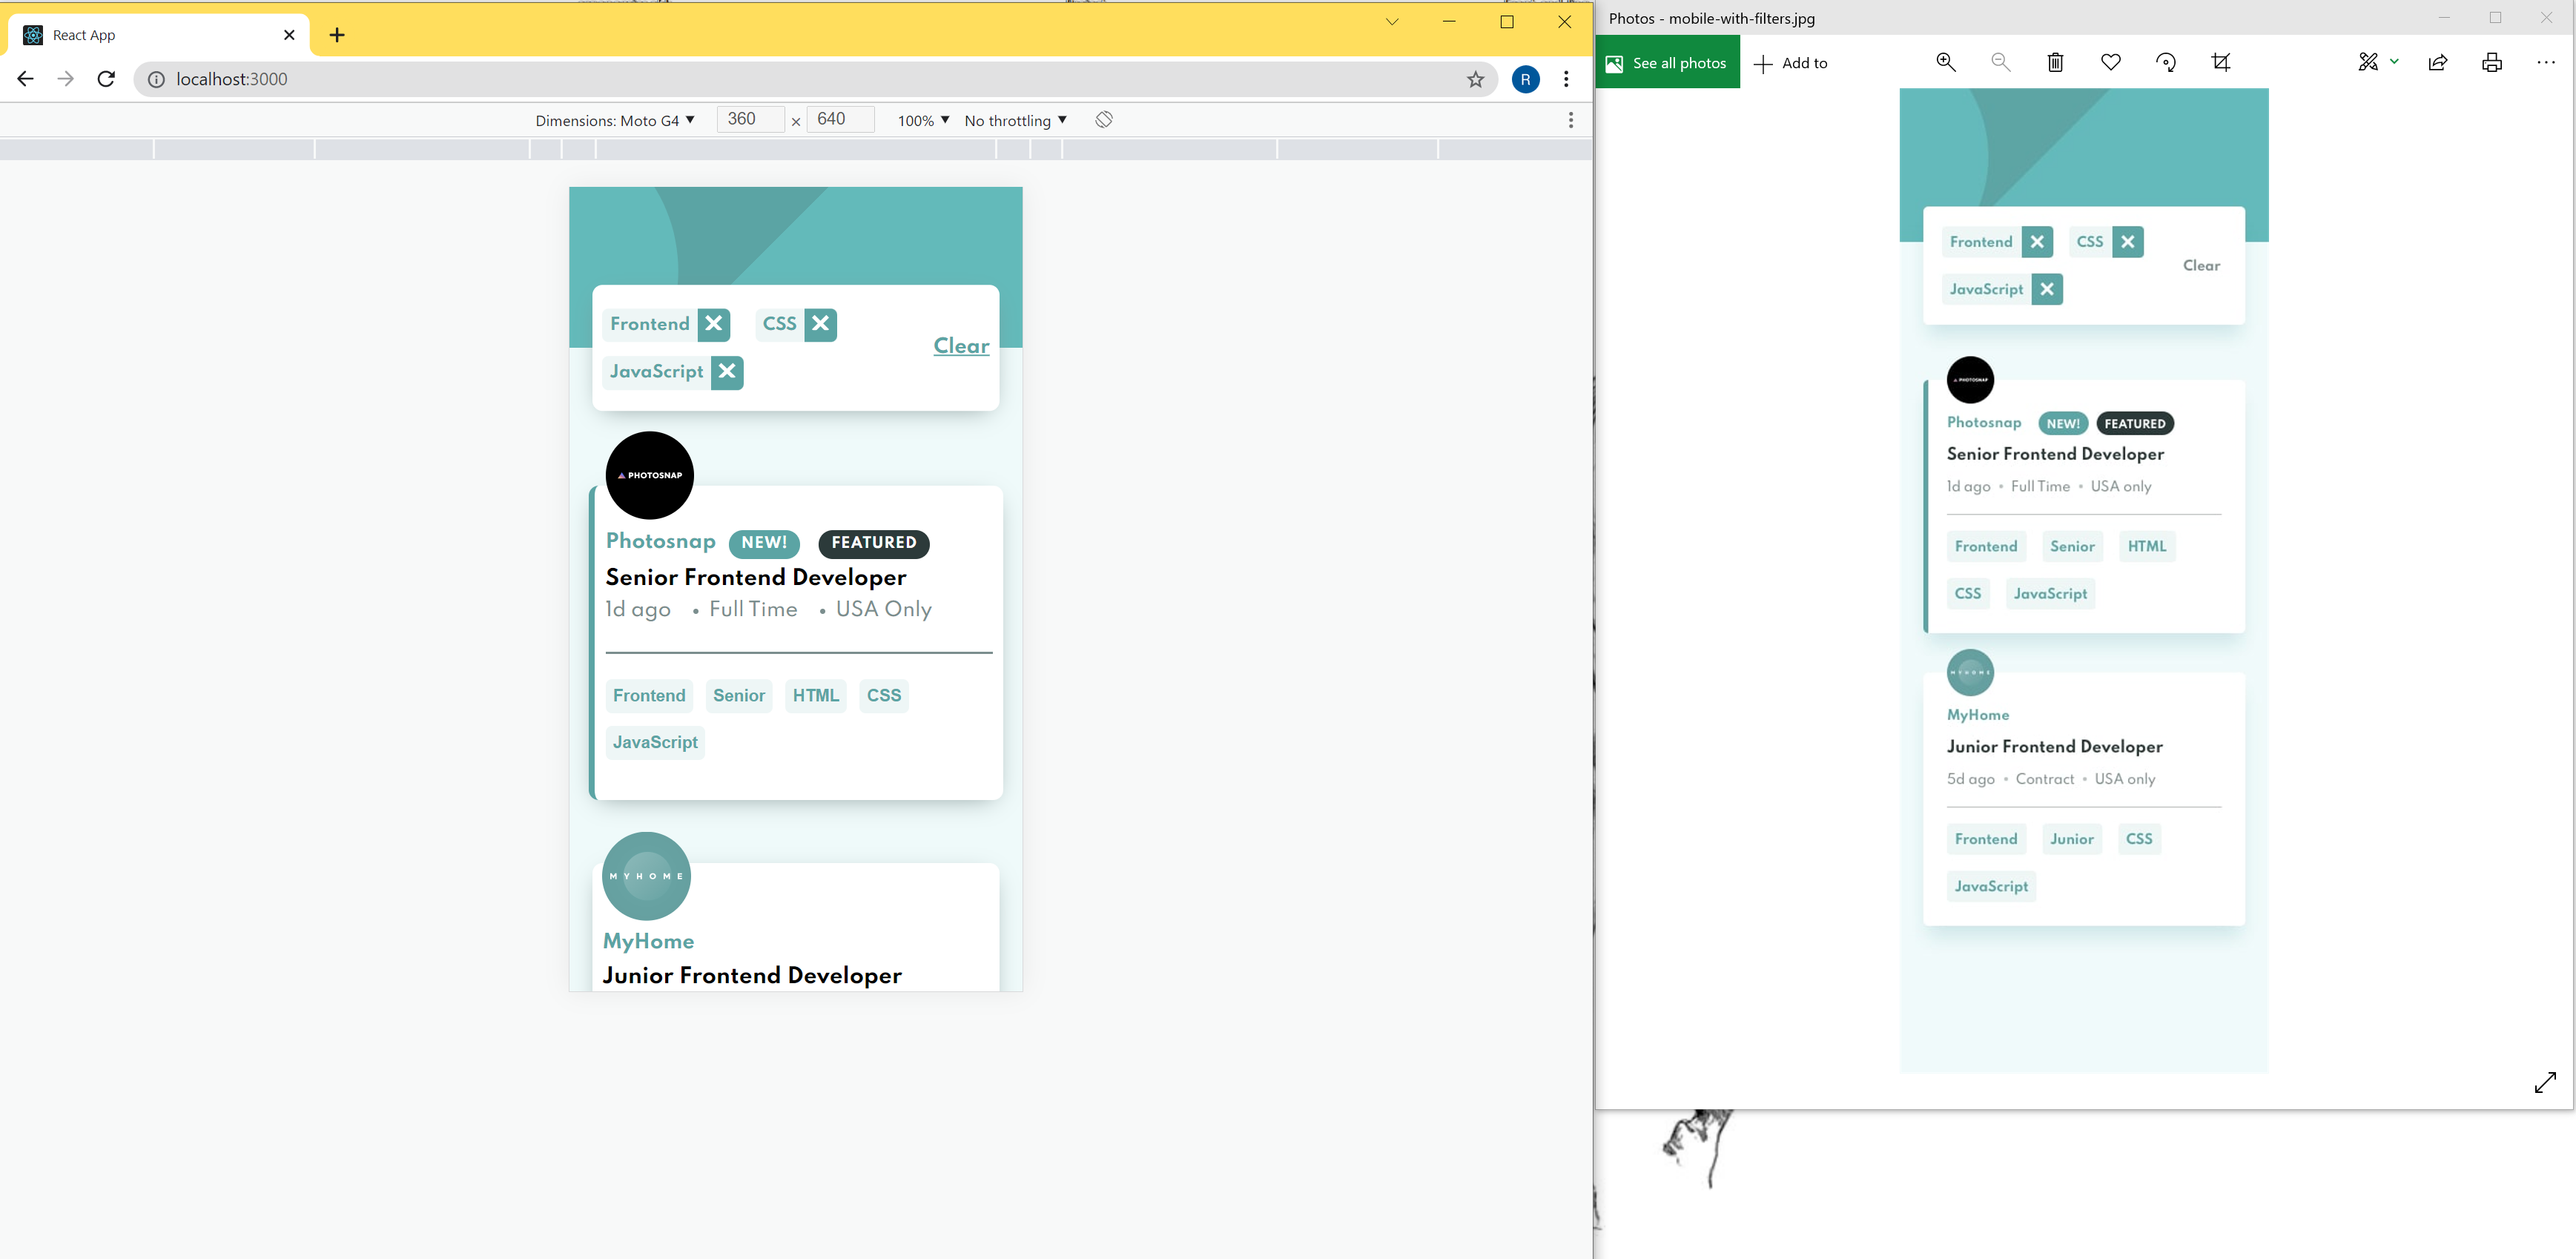 React App
localhost:3000
R
Dimensions: Moto G4 360 × 640 100% No throttling
Frontend CSS
Clear
JavaScript
PHOTOSNAP
Photosnap NEW! FEATURED
Senior Frontend Developer
1d ago • Full Time • USA Only
Frontend Senior HTML CSS
JavaScript
MYHOME
MyHome
Junior Frontend Developer
Photos - mobile-with-filters.jpg
See all photos Add to
Frontend CSS
Clear
JavaScript
PHOTOSNAP
Photosnap NEW! FEATURED
Senior Frontend Developer
1d ago • Full Time • USA only
Frontend Senior HTML
CSS JavaScript
MYHOME
MyHome
Junior Frontend Developer
5d ago • Contract • USA only
Frontend Junior CSS
JavaScript